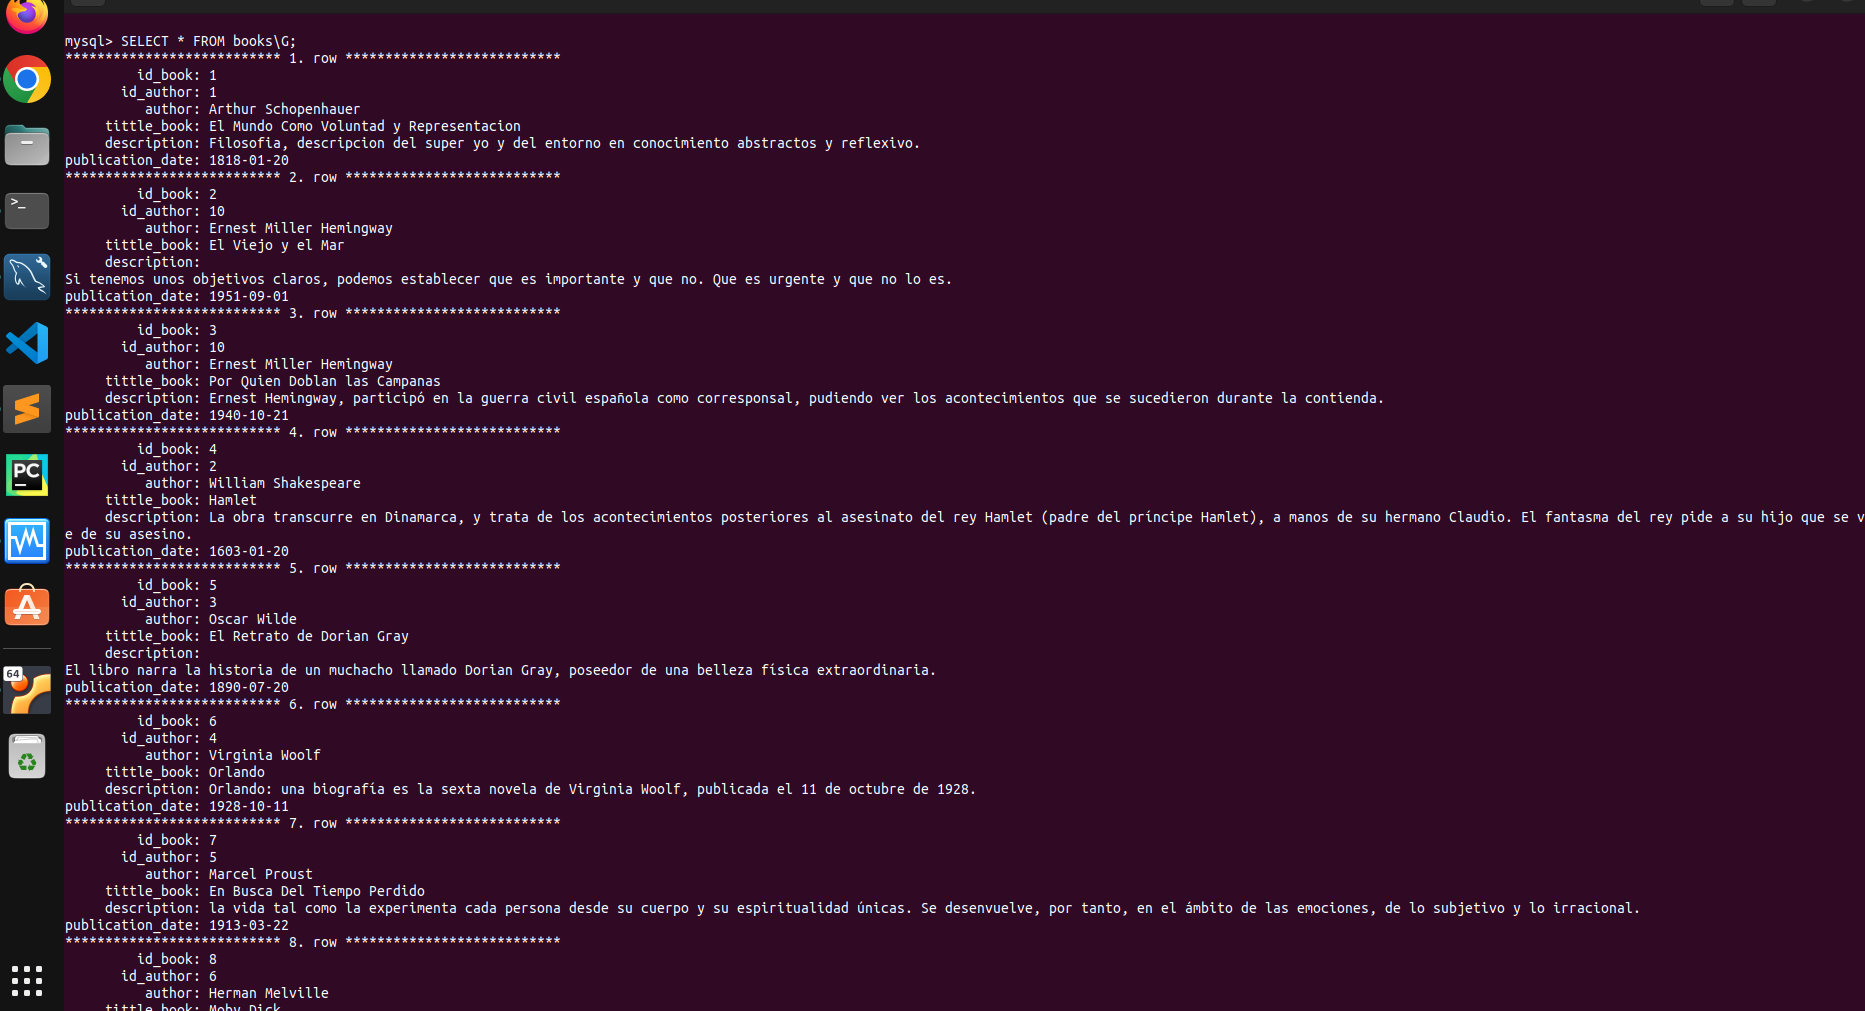 mysql> SELECT * FROM books\G;
*************************** 1. row ***************************
id_book: 1
id_author: 1
author: Arthur Schopenhauer
tittle_book: El Mundo Como Voluntad y Representacion
description: Filosofia, descripcion del super yo y del entorno en conocimiento abstractos y reflexivo.
publication_date: 1818-01-20
*************************** 2. row ***************************
id_book: 2
id_author: 10
author: Ernest Miller Hemingway
tittle_book: El Viejo y el Mar
description:
Si tenemos unos objetivos claros, podemos establecer que es importante y que no. Que es urgente y que no lo es.
publication_date: 1951-09-01
*************************** 3. row ***************************
id_book: 3
id_author: 10
author: Ernest Miller Hemingway
tittle_book: Por Quien Doblan las Campanas
description: Ernest Hemingway, participó en la guerra civil española como corresponsal, pudiendo ver los acontecimientos que se sucedieron durante la contienda.
publication_date: 1940-10-21
*************************** 4. row ***************************
id_book: 4
id_author: 2
author: William Shakespeare
tittle_book: Hamlet
description: La obra transcurre en Dinamarca, y trata de los acontecimientos posteriores al asesinato del rey Hamlet (padre del príncipe Hamlet), a manos de su hermano Claudio. El fantasma del rey pide a su hijo que se v
e de su asesino.
publication_date: 1603-01-20
*************************** 5. row ***************************
id_book: 5
id_author: 3
author: Oscar Wilde
tittle_book: El Retrato de Dorian Gray
description:
El libro narra la historia de un muchacho llamado Dorian Gray, poseedor de una belleza física extraordinaria.
publication_date: 1890-07-20
*************************** 6. row ***************************
id_book: 6
id_author: 4
author: Virginia Woolf
tittle_book: Orlando
description: Orlando: una biografía es la sexta novela de Virginia Woolf, publicada el 11 de octubre de 1928.
publication_date: 1928-10-11
*************************** 7. row ***************************
id_book: 7
id_author: 5
author: Marcel Proust
tittle_book: En Busca Del Tiempo Perdido
description: la vida tal como la experimenta cada persona desde su cuerpo y su espiritualidad únicas. Se desenvuelve, por tanto, en el ámbito de las emociones, de lo subjetivo y lo irracional.
publication_date: 1913-03-22
*************************** 8. row ***************************
id_book: 8
id_author: 6
author: Herman Melville
tittle_book: Moby Dick
>_
PC
64